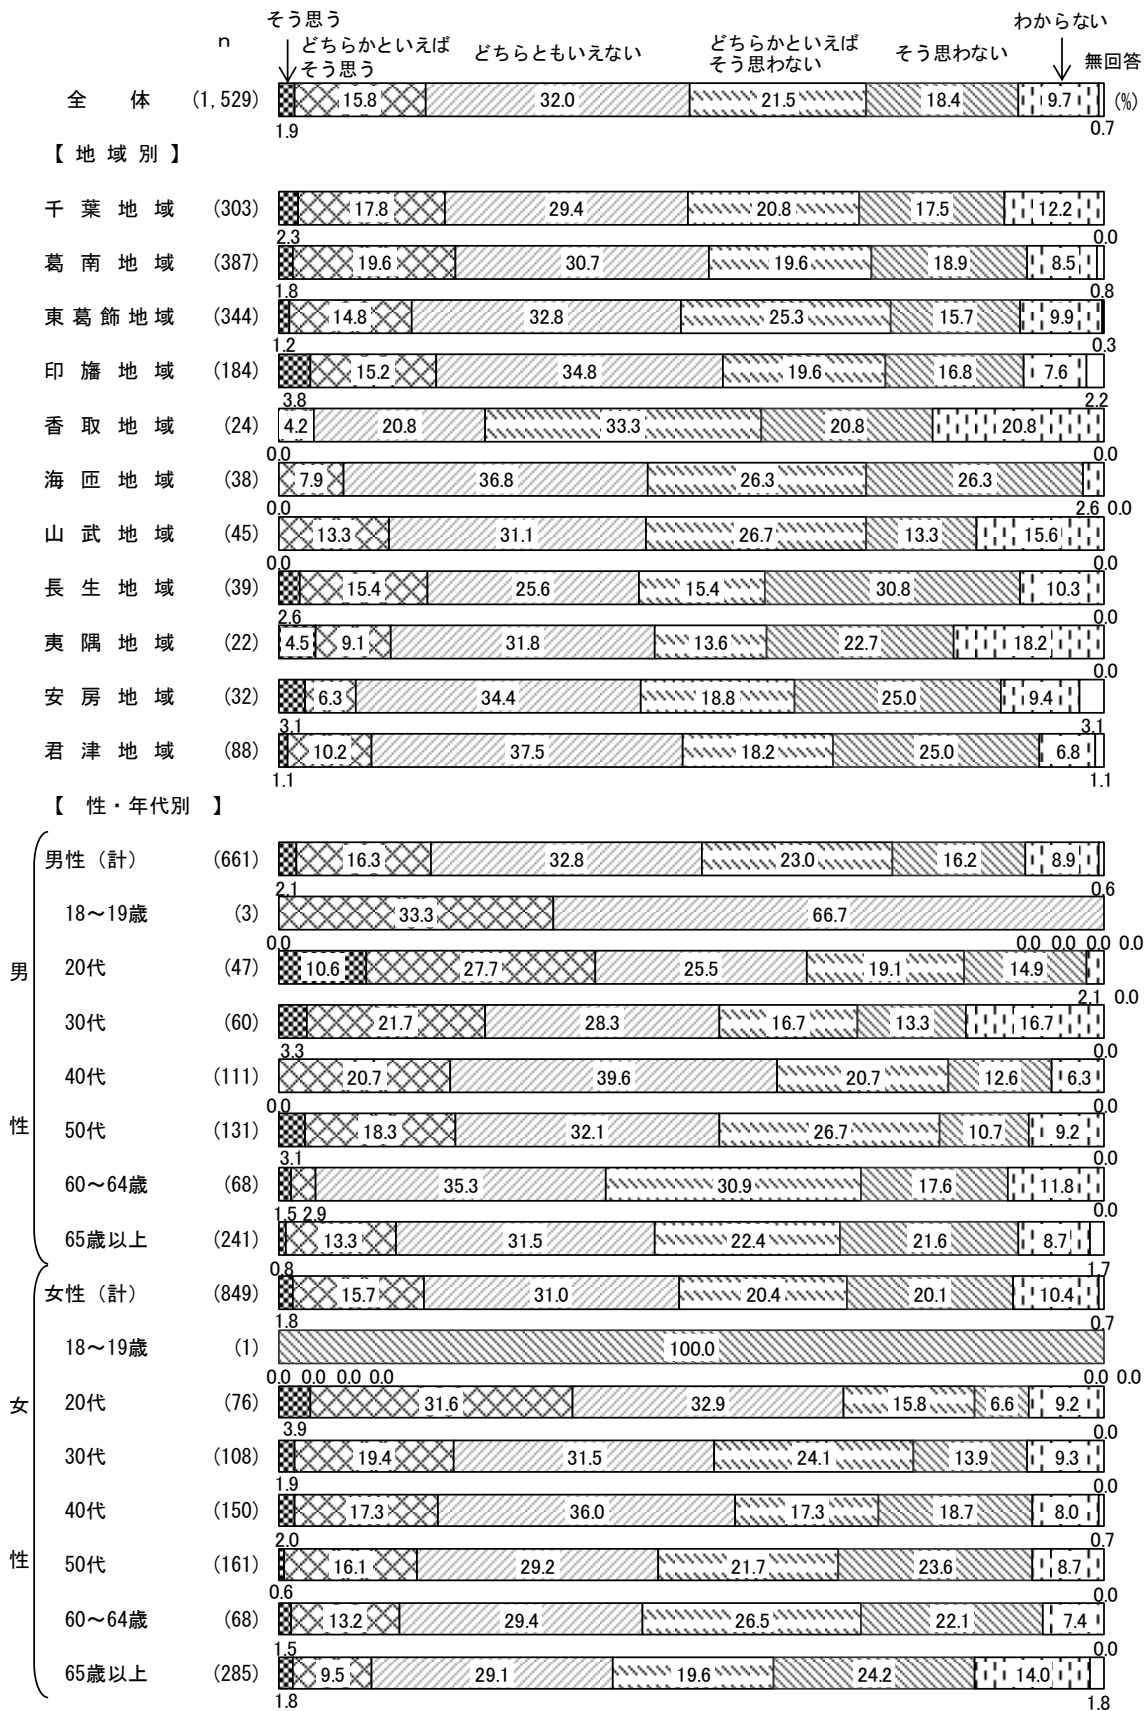 そう思う
わからない
n
どちらかといえば
そう思う
どちらともいえない
どちらかといえば
そう思わない
そう思わない
無回答
全 体 (1,529) 15.8 32.0 21.5 18.4 9.7 (%)
1.9 0.7
【 地 域 別 】
千 葉 地 域 (303) 17.8 29.4 20.8 17.5 12.2
2.3 0.0
葛 南 地 域 (387) 19.6 30.7 19.6 18.9 8.5
1.8 0.8
東 葛 飾 地 域 (344) 14.8 32.8 25.3 15.7 9.9
1.2 0.3
印 旛 地 域 (184) 15.2 34.8 19.6 16.8 7.6
3.8 2.2
香 取 地 域 (24) 4.2 20.8 33.3 20.8 20.8
0.0 0.0
海 匝 地 域 (38) 7.9 36.8 26.3 26.3
0.0 2.6 0.0
山 武 地 域 (45) 13.3 31.1 26.7 13.3 15.6
0.0 0.0
長 生 地 域 (39) 15.4 25.6 15.4 30.8 10.3
2.6 0.0
夷 隅 地 域 (22) 4.5 9.1 31.8 13.6 22.7 18.2
0.0
安 房 地 域 (32) 6.3 34.4 18.8 25.0 9.4
3.1 3.1
君 津 地 域 (88) 10.2 37.5 18.2 25.0 6.8
1.1 1.1
【 性・年代別 】
男性（計） (661) 16.3 32.8 23.0 16.2 8.9
2.1 0.6
18～19歳 (3) 33.3 66.7
0.0 0.0 0.0 0.0 0.0
男
20代 (47) 10.6 27.7 25.5 19.1 14.9
2.1 0.0
30代 (60) 21.7 28.3 16.7 13.3 16.7
3.3 0.0
40代 (111) 20.7 39.6 20.7 12.6 6.3
0.0 0.0
性
50代 (131) 18.3 32.1 26.7 10.7 9.2
3.1 0.0
60～64歳 (68) 35.3 30.9 17.6 11.8
1.5 2.9 0.0
65歳以上 (241) 13.3 31.5 22.4 21.6 8.7
0.8 1.7
女性（計） (849) 15.7 31.0 20.4 20.1 10.4
1.8 0.7
18～19歳 (1) 100.0
0.0 0.0 0.0 0.0 0.0 0.0
女
20代 (76) 31.6 32.9 15.8 6.6 9.2
3.9 0.0
30代 (108) 19.4 31.5 24.1 13.9 9.3
1.9 0.0
40代 (150) 17.3 36.0 17.3 18.7 8.0
2.0 0.7
性
50代 (161) 16.1 29.2 21.7 23.6 8.7
0.6 0.0
60～64歳 (68) 13.2 29.4 26.5 22.1 7.4
1.5 0.0
65歳以上 (285) 9.5 29.1 19.6 24.2 14.0
1.8 1.8